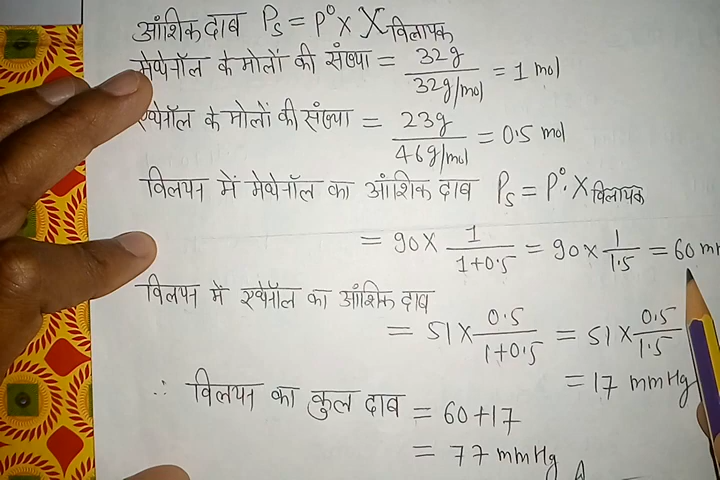 आंशिक दाब Ps = P° × X विलायक
मेथेनॉल के मोलों की संख्या = 32g / 32g/mol = 1 mol
एथेनॉल के मोलों की संख्या = 23g / 46g/mol = 0.5 mol
विलयन में मेथेनॉल का आंशिक दाब Ps = P°. X विलायक
= 90 × 1 / 1+0.5 = 90 × 1 / 1.5 = 60 mm
विलयन में एथेनॉल का आंशिक दाब
= 51 × 0.5 / 1+0.5 = 51 × 0.5 / 1.5
= 17 mmHg
∴ विलयन का कुल दाब = 60+17
= 77 mmHg